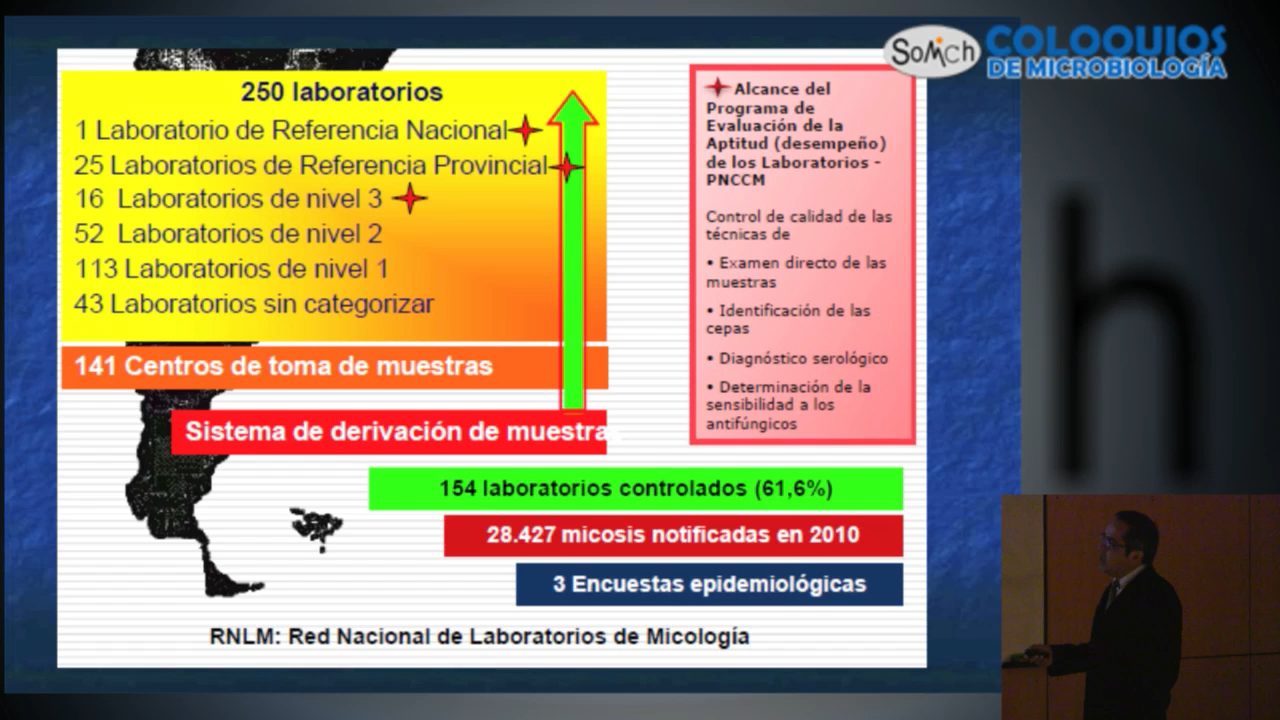 SoMich
COLOQUIOS
DE MICROBIOLOGÍA
250 laboratorios
1 Laboratorio de Referencia Nacional
25 Laboratorios de Referencia Provincial
16 Laboratorios de nivel 3
52 Laboratorios de nivel 2
113 Laboratorios de nivel 1
43 Laboratorios sin categorizar
141 Centros de toma de muestras
Sistema de derivación de muestras
Alcance del
Programa de
Evaluación de la
Aptitud (desempeño)
de los Laboratorios -
PNCCM
Control de calidad de las
técnicas de
• Examen directo de las
muestras
• Identificación de las
cepas
• Diagnóstico serológico
• Determinación de la
sensibilidad a los
antifúngicos
154 laboratorios controlados (61,6%)
28.427 micosis notificadas en 2010
3 Encuestas epidemiológicas
RNLM: Red Nacional de Laboratorios de Micología
h